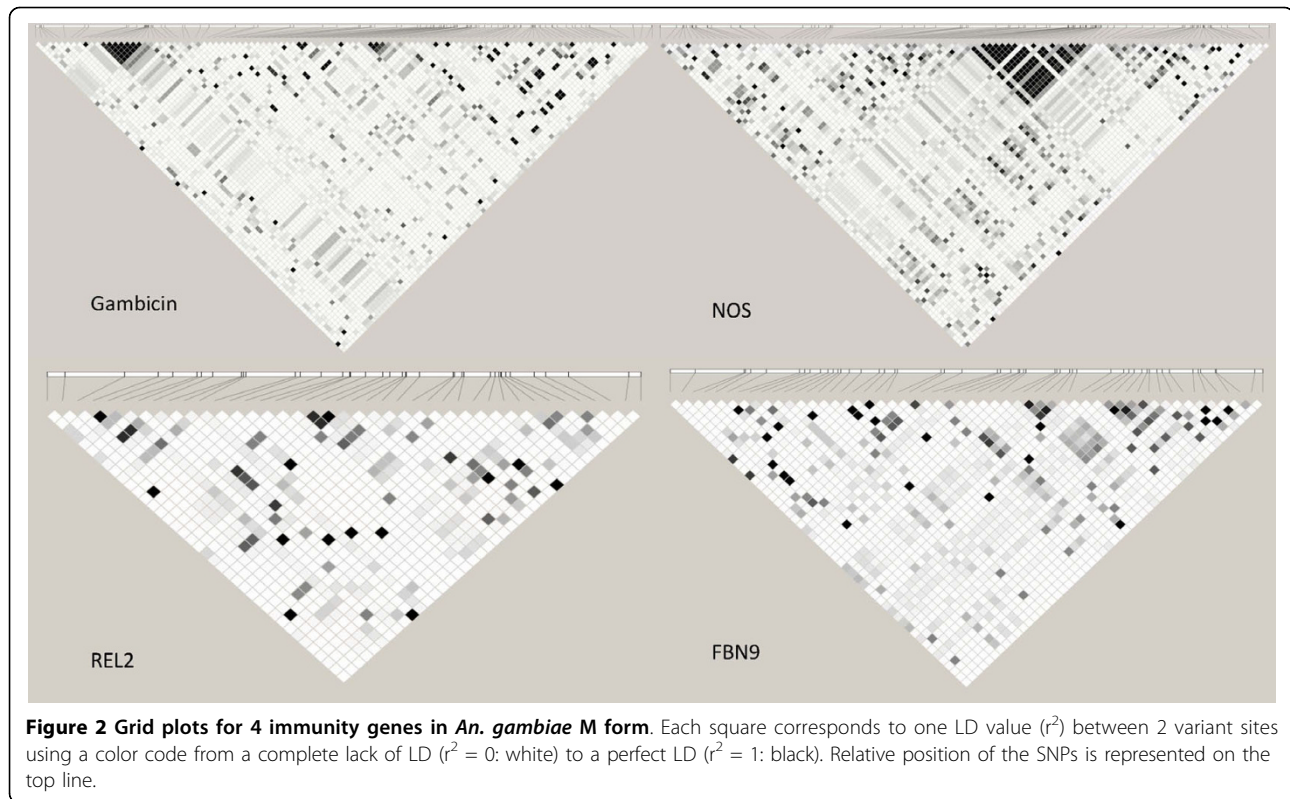 Gambicin
NOS
REL2
FBN9
Figure 2 Grid plots for 4 immunity genes in An. gambiae M form. Each square corresponds to one LD value (r²) between 2 variant sites
using a color code from a complete lack of LD (r² = 0: white) to a perfect LD (r² = 1: black). Relative position of the SNPs is represented on the
top line.